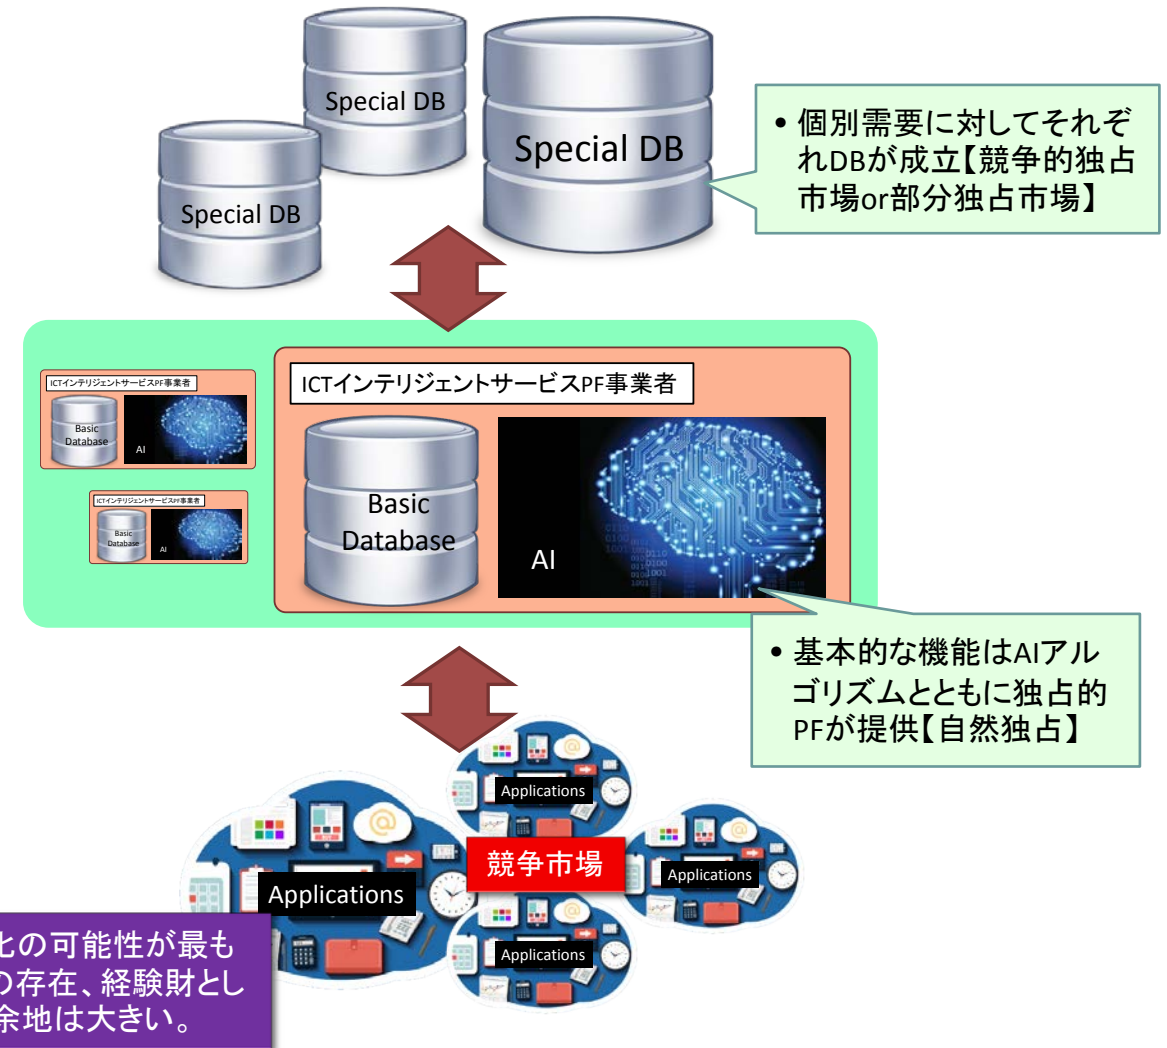 Special DB
Special DB
Special DB
• 個別需要に対してそれぞ
れDBが成立【競争的独占
市場or部分独占市場】
ICTインテリジェントサービスPF事業者
Basic
Database
AI
ICTインテリジェントサービスPF事業者
Basic
Database
AI
ICTインテリジェントサービスPF事業者
Basic
Database
AI
• 基本的な機能はAIアル
ゴリズムとともに独占的
PFが提供【自然独占】
Applications
競争市場
Applications
Applications
Applications
化の可能性が最も
の存在、経験財とし
余地は大きい。